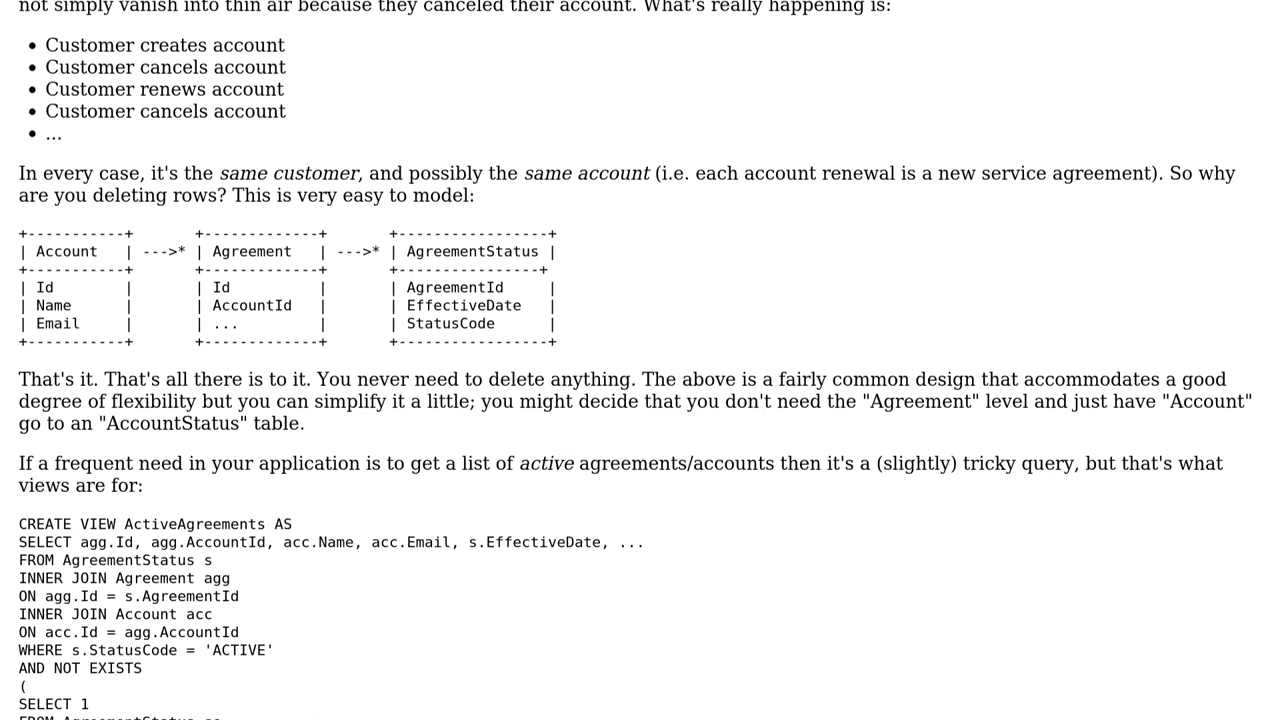 not simply vanish into thin air because they canceled their account. What's really happening is:
• Customer creates account
• Customer cancels account
• Customer renews account
• Customer cancels account
• ...
In every case, it's the same customer, and possibly the same account (i.e. each account renewal is a new service agreement). So why
are you deleting rows? This is very easy to model:
+-----------+       +-------------+       +-----------------+
| Account   | --->* | Agreement   | --->* | AgreementStatus |
+-----------+       +-------------+       +----------------+
| Id        |       | Id          |       | AgreementId     |
| Name      |       | AccountId   |       | EffectiveDate   |
| Email     |       | ...         |       | StatusCode      |
+-----------+       +-------------+       +-----------------+
That's it. That's all there is to it. You never need to delete anything. The above is a fairly common design that accommodates a good
degree of flexibility but you can simplify it a little; you might decide that you don't need the "Agreement" level and just have "Account"
go to an "AccountStatus" table.
If a frequent need in your application is to get a list of active agreements/accounts then it's a (slightly) tricky query, but that's what
views are for:
CREATE VIEW ActiveAgreements AS
SELECT agg.Id, agg.AccountId, acc.Name, acc.Email, s.EffectiveDate, ...
FROM AgreementStatus s
INNER JOIN Agreement agg
ON agg.Id = s.AgreementId
INNER JOIN Account acc
ON acc.Id = agg.AccountId
WHERE s.StatusCode = 'ACTIVE'
AND NOT EXISTS
(
SELECT 1